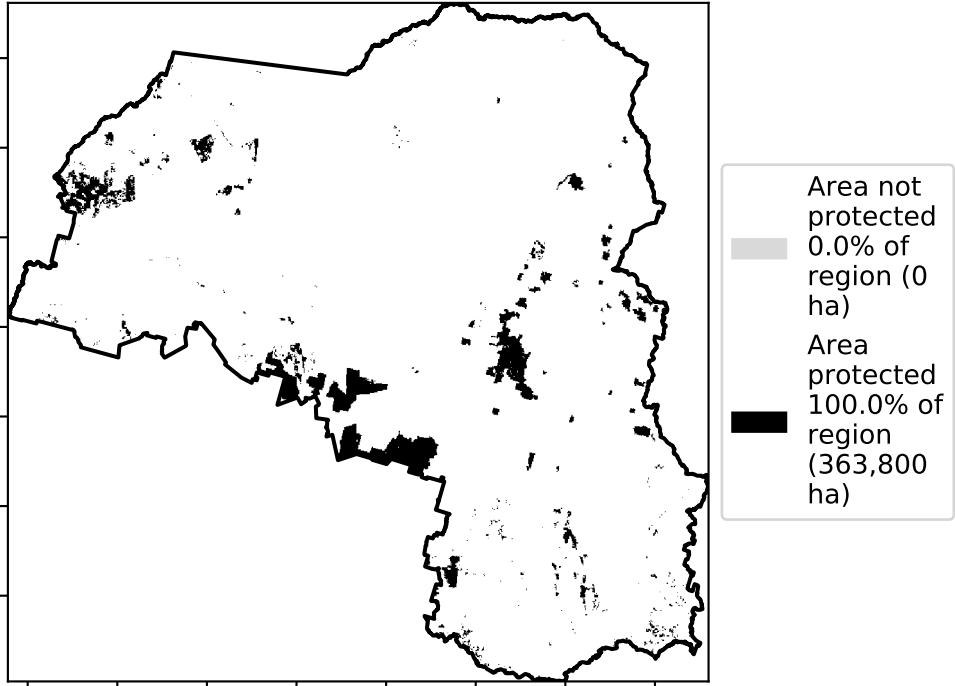 Area not
protected
0.0% of
region (0
ha)
Area
protected
100.0% of
region
(363,800
ha)